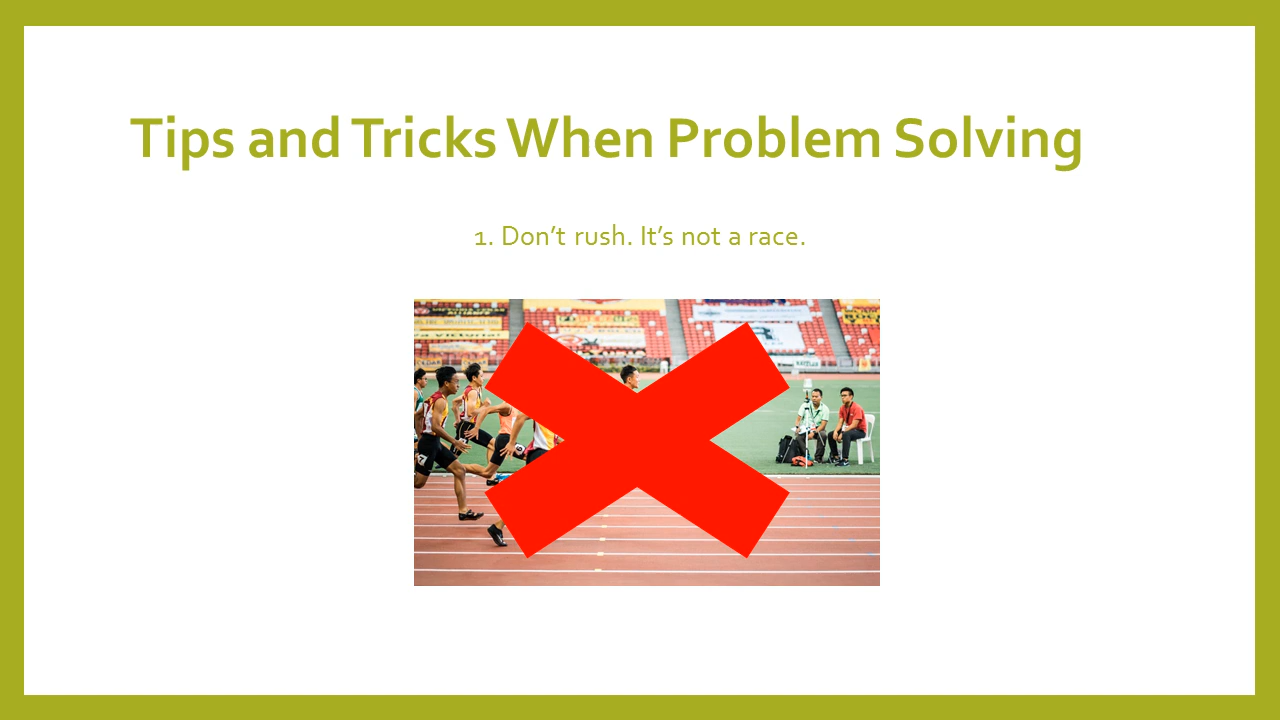 Tips and Tricks When Problem Solving
1. Don’t rush. It’s not a race.